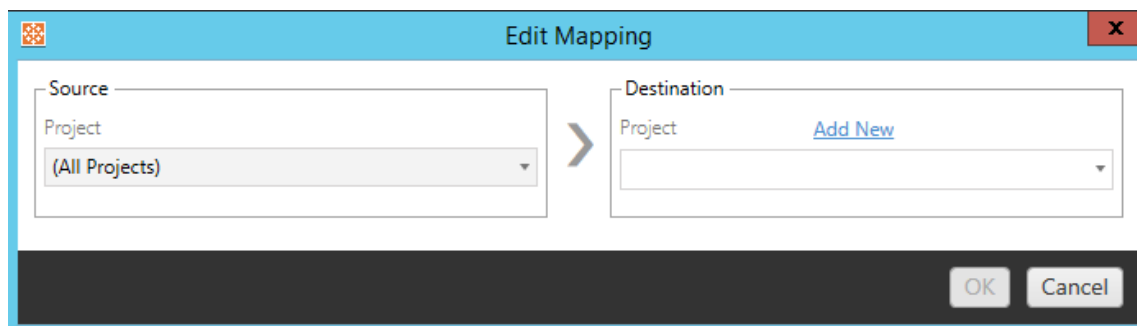 Edit Mapping
x
Source
Project
(All Projects)
Destination
Project Add New
OK Cancel